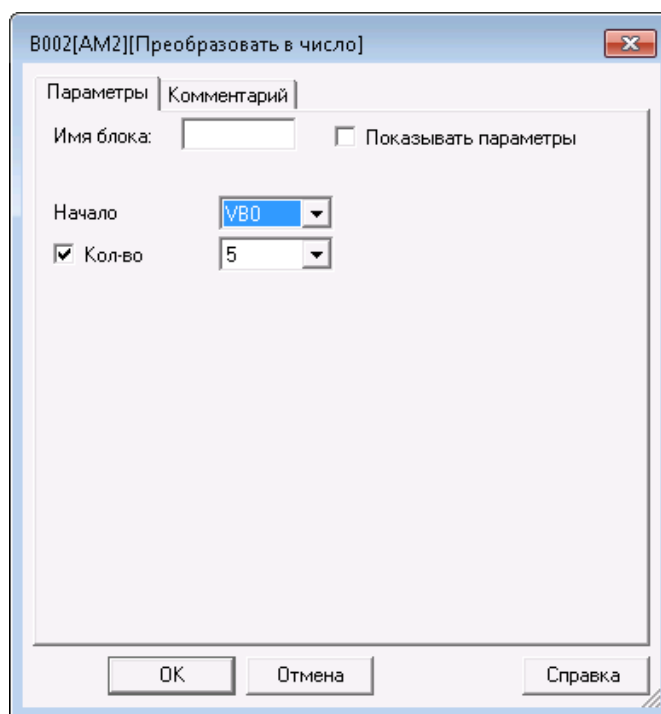 B002[AM2][Преобразовать в число]
Параметры Комментарий
Имя блока: Показывать параметры
Начало VB0
Кол-во 5
OK Отмена Справка